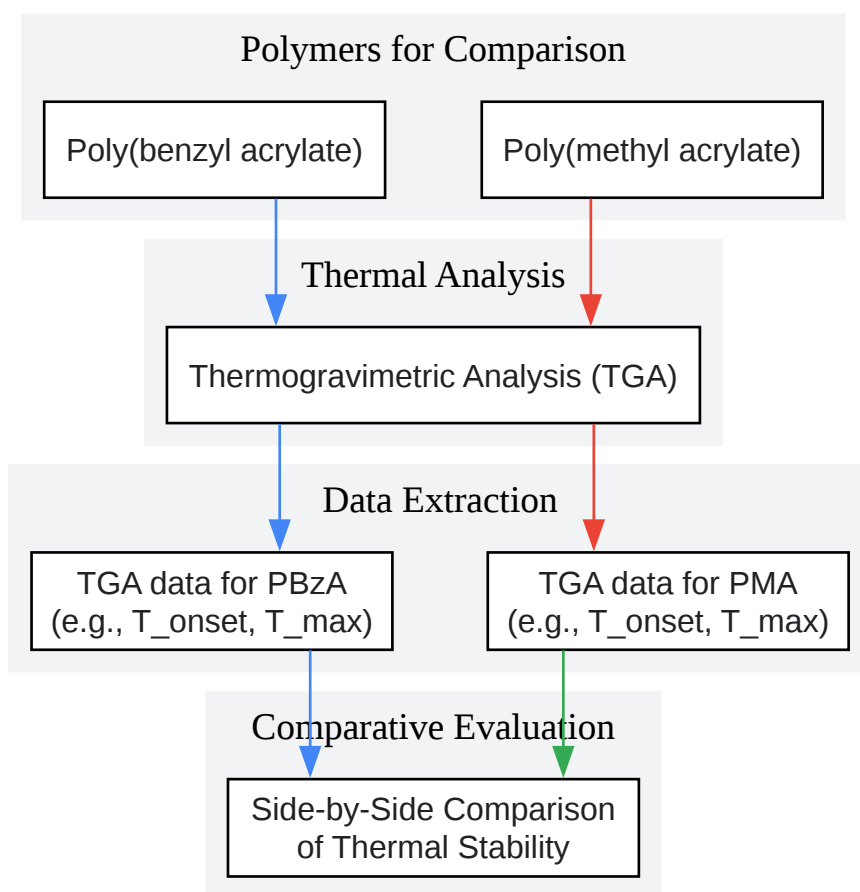 Polymers for Comparison
Poly(benzyl acrylate)
Poly(methyl acrylate)
Thermal Analysis
Thermogravimetric Analysis (TGA)
Data Extraction
TGA data for PBzA
(e.g., T_onset, T_max)
TGA data for PMA
(e.g., T_onset, T_max)
Comparative Evaluation
Side-by-Side Comparison
of Thermal Stability